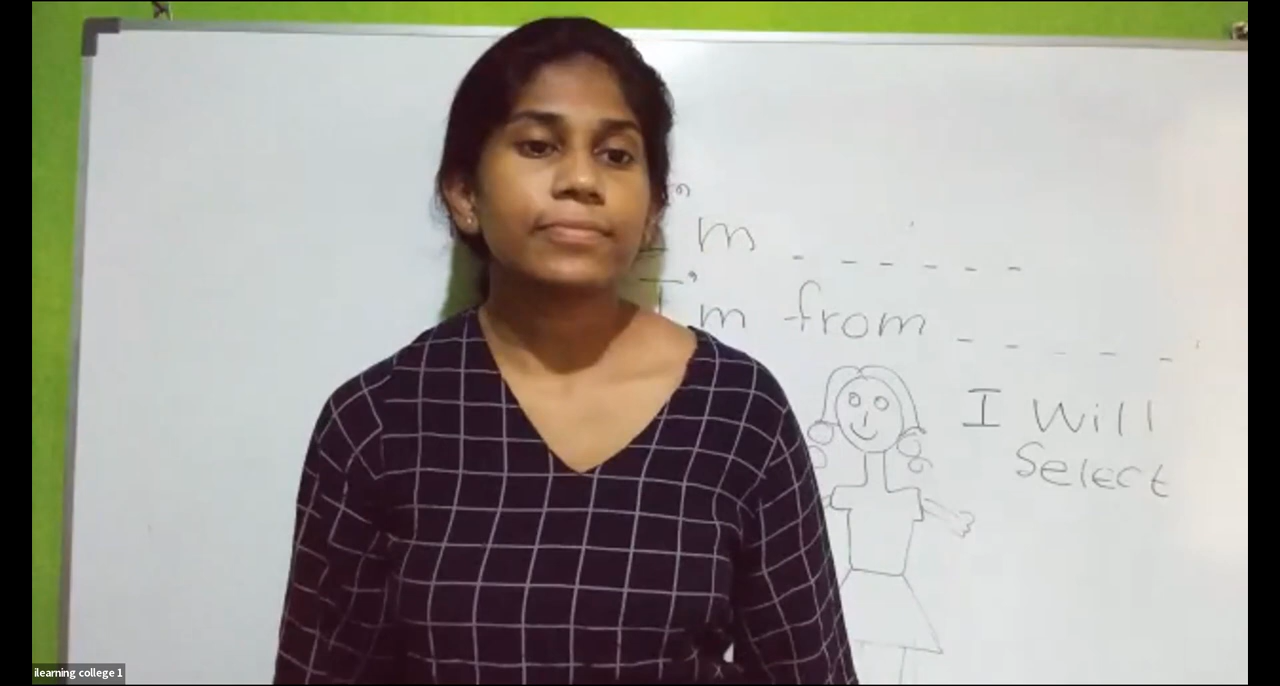 I'm _ _ _ _ _ _
I'm from _ _ _ _ _
I Will
Select
ilearning college 1